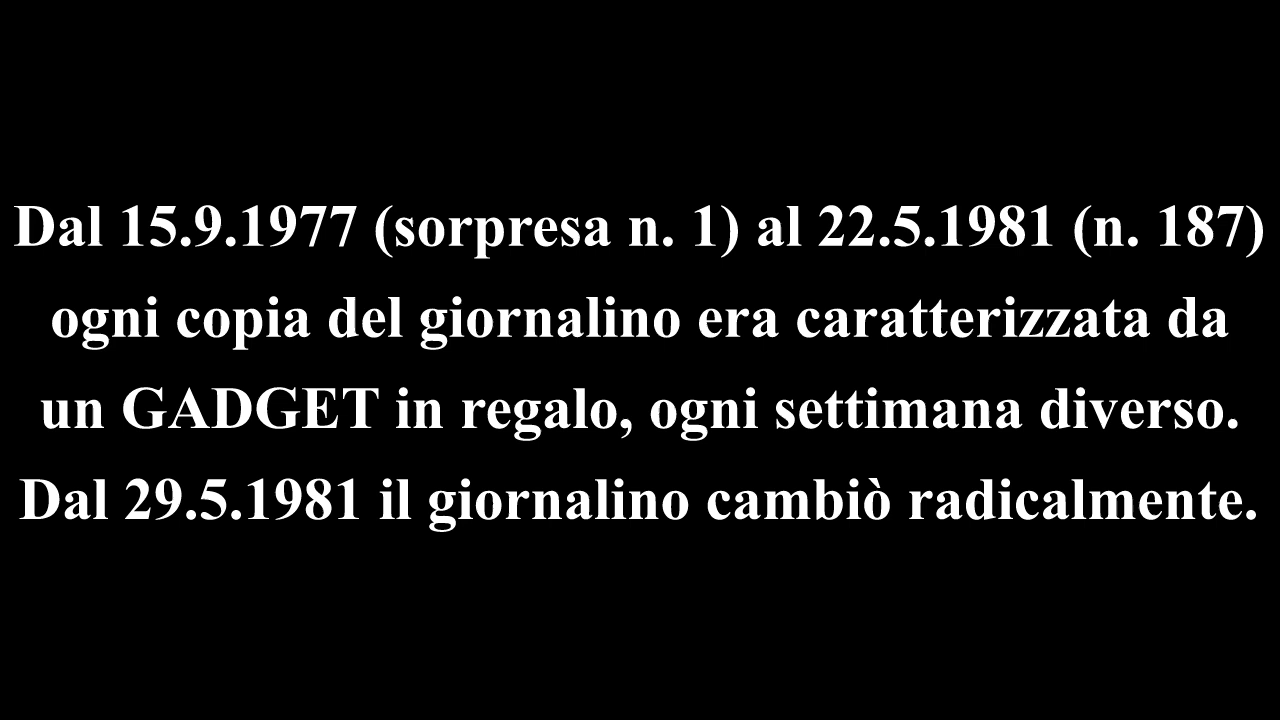 Dal 15.9.1977 (sorpresa n. 1) al 22.5.1981 (n. 187)
ogni copia del giornalino era caratterizzata da
un GADGET in regalo, ogni settimana diverso.
Dal 29.5.1981 il giornalino cambiò radicalmente.